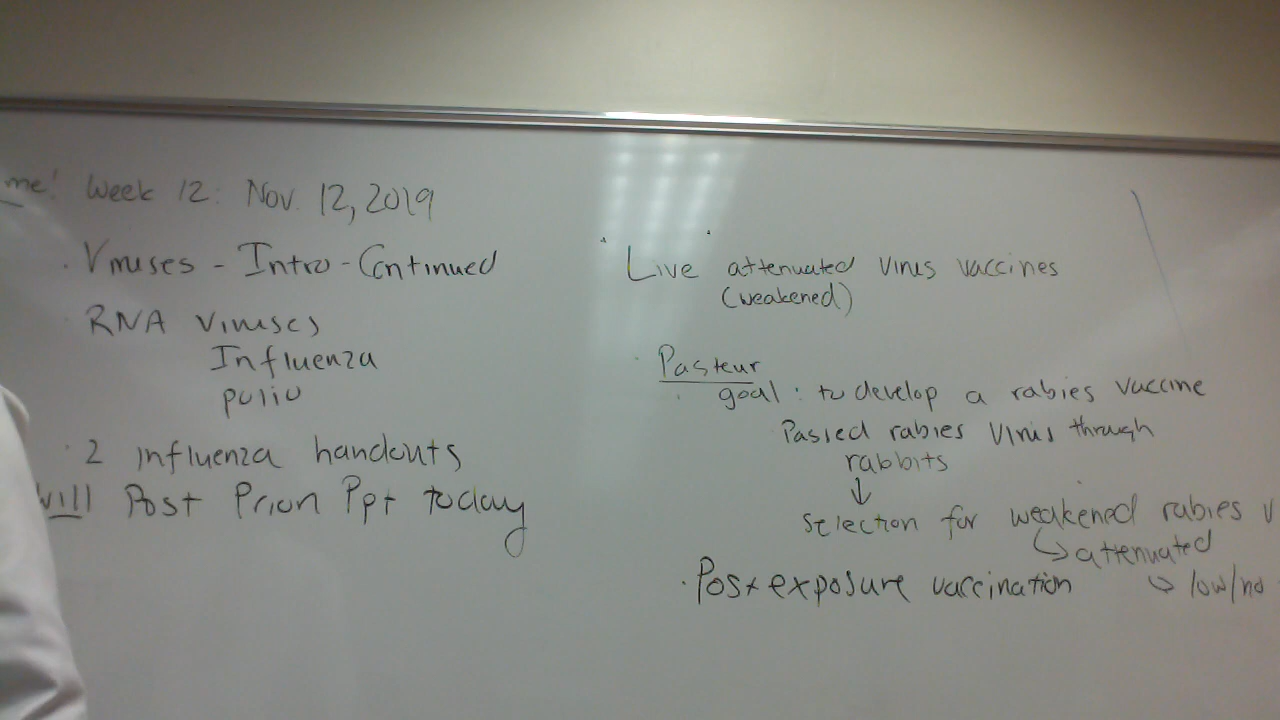 me! Week 12: Nov. 12, 2019
. Viruses - Intro - Continued
. RNA Viruses
Influenza
polio
. 2 influenza handouts
will Post Prion Ppt today
. Live attenuated virus vaccines
(weakened)
. Pasteur
. goal: to develop a rabies vaccine
Passed rabies virus through
rabbits
↓
Selection for weakened rabies v
↳ attenuated
. Post exposure vaccination
↳ low/no